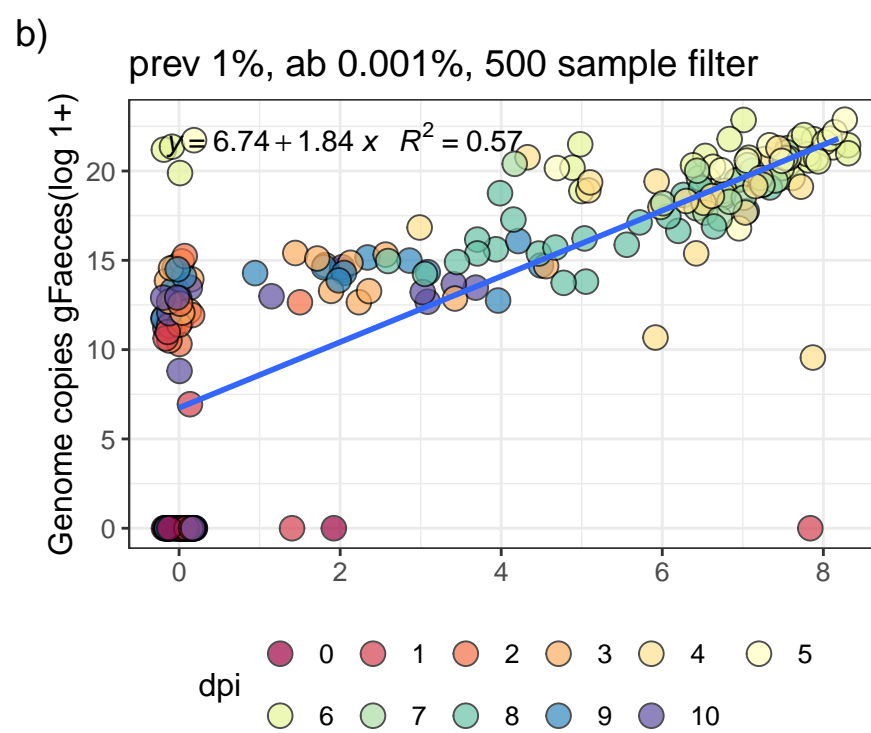 b)
prev 1%, ab 0.001%, 500 sample filter
Genome copies gFaeces(log 1+)
y = 6.74 + 1.84 x R² = 0.57
20
15
10
5
0
0 2 4 6 8
dpi
0 1 2 3 4 5
6 7 8 9 10